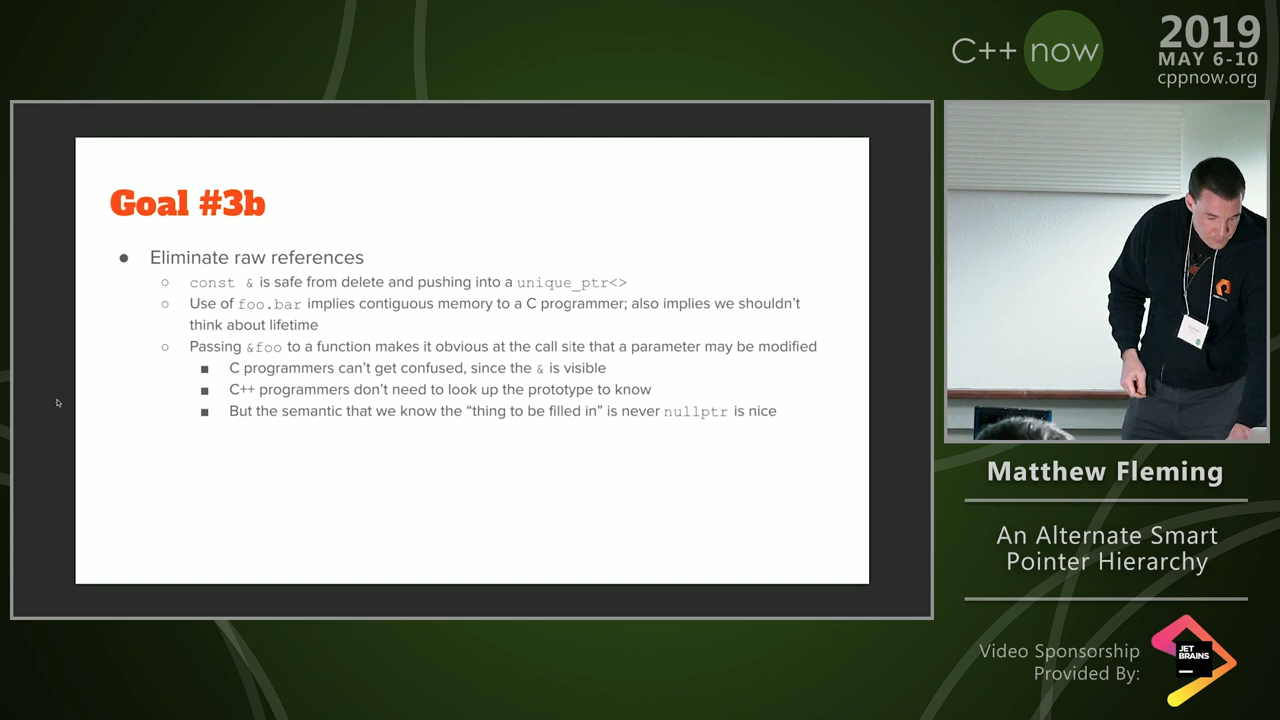 C++ now
2019
MAY 6-10
cppnow.org
Goal #3b
● Eliminate raw references
○ const & is safe from delete and pushing into a unique_ptr<>
○ Use of foo.bar implies contiguous memory to a C programmer; also implies we shouldn't
think about lifetime
○ Passing &foo to a function makes it obvious at the call site that a parameter may be modified
■ C programmers can't get confused, since the & is visible
■ C++ programmers don't need to look up the prototype to know
■ But the semantic that we know the “thing to be filled in” is never nullptr is nice
Matthew Fleming
An Alternate Smart
Pointer Hierarchy
Video Sponsorship
Provided By:
JET
BRAINS